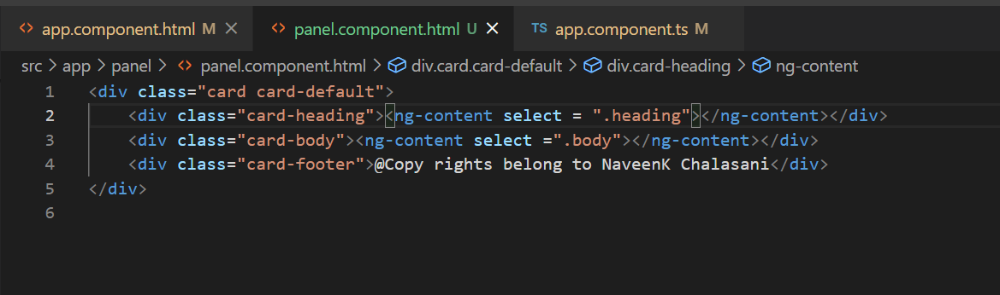 app.component.html M
panel.component.html U
TS app.component.ts M
src > app > panel > panel.component.html > div.card.card-default > div.card-heading > ng-content
1 <div class="card card-default">
2 <div class="card-heading"><ng-content select = ".heading"></ng-content></div>
3 <div class="card-body"><ng-content select =".body"></ng-content></div>
4 <div class="card-footer">@Copy rights belong to NaveenK Chalasani</div>
5 </div>
6